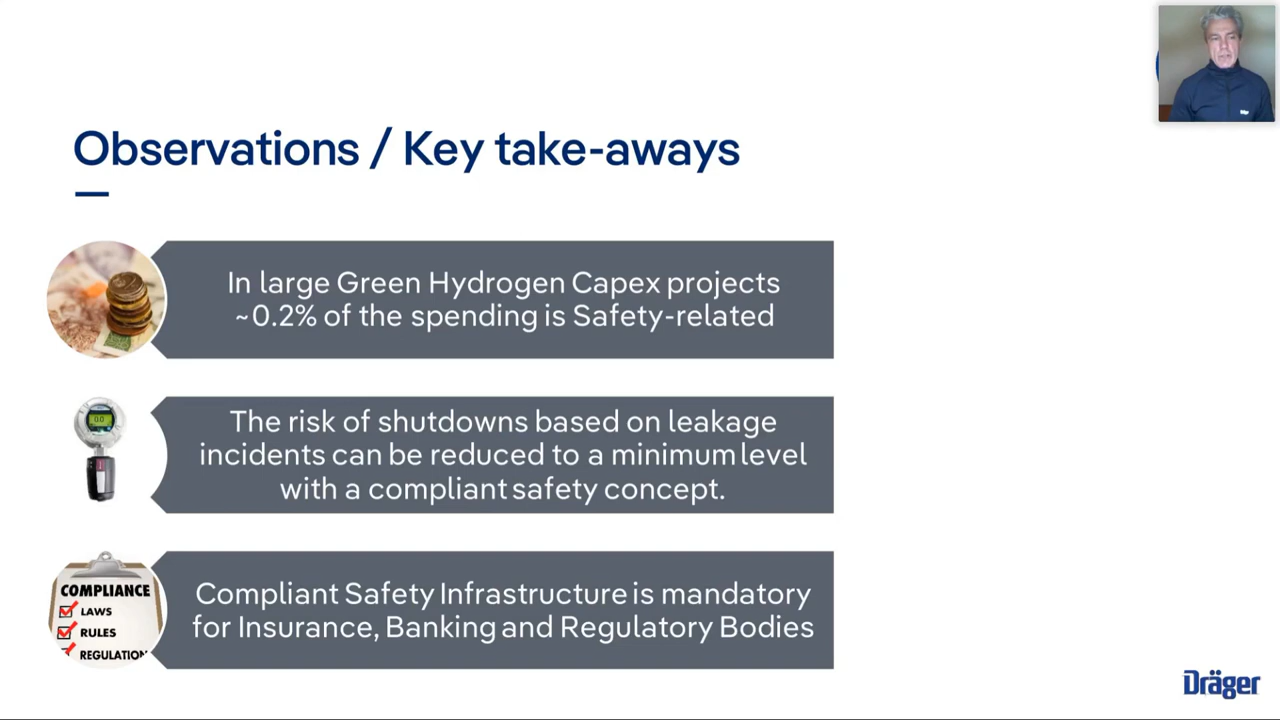 Observations / Key take-aways
In large Green Hydrogen Capex projects
~0.2% of the spending is Safety-related
0.0
The risk of shutdowns based on leakage
incidents can be reduced to a minimum level
with a compliant safety concept.
COMPLIANCE
LAWS
RULES
REGULATION
Compliant Safety Infrastructure is mandatory
for Insurance, Banking and Regulatory Bodies
Dräger